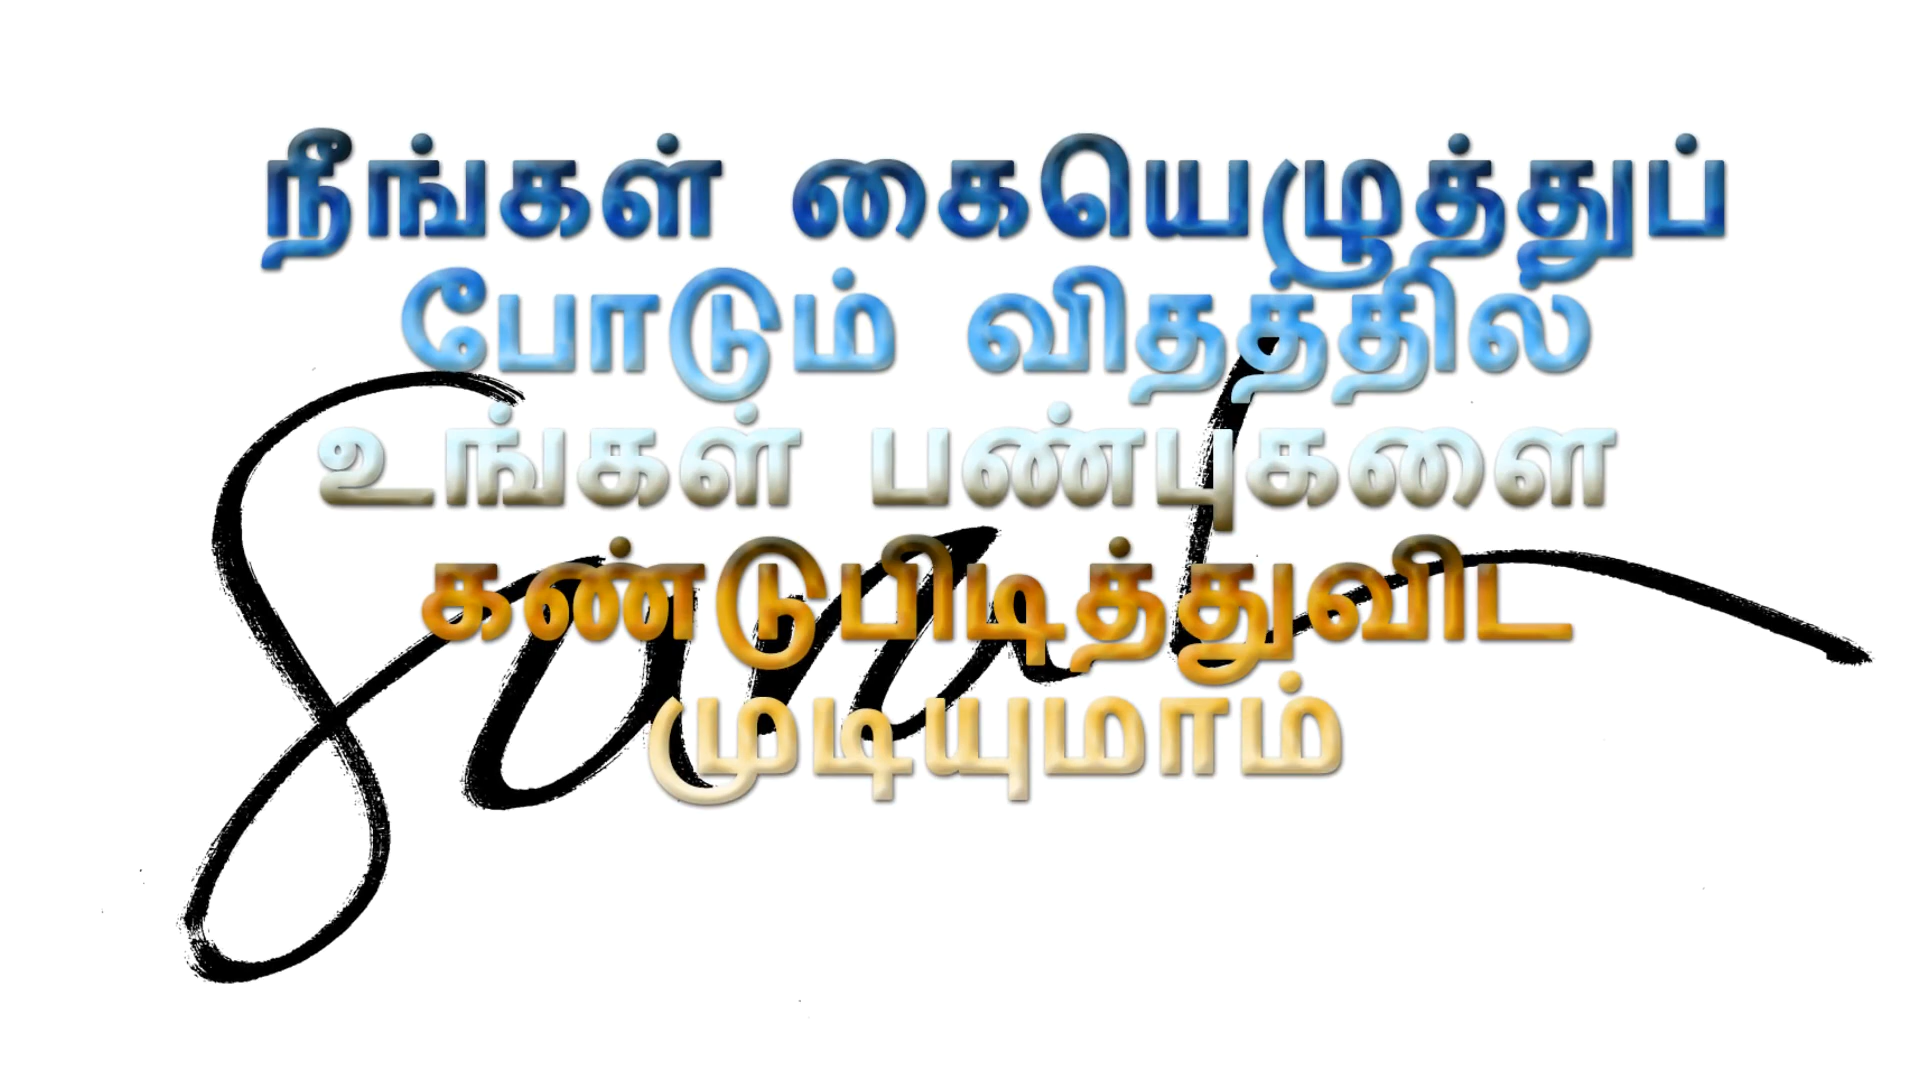 நீங்கள் கையெழுத்துப்
போடும் விதத்தில்
உங்கள் பண்புகளை
கண்டுபிடித்துவிட
முடியுமாம்